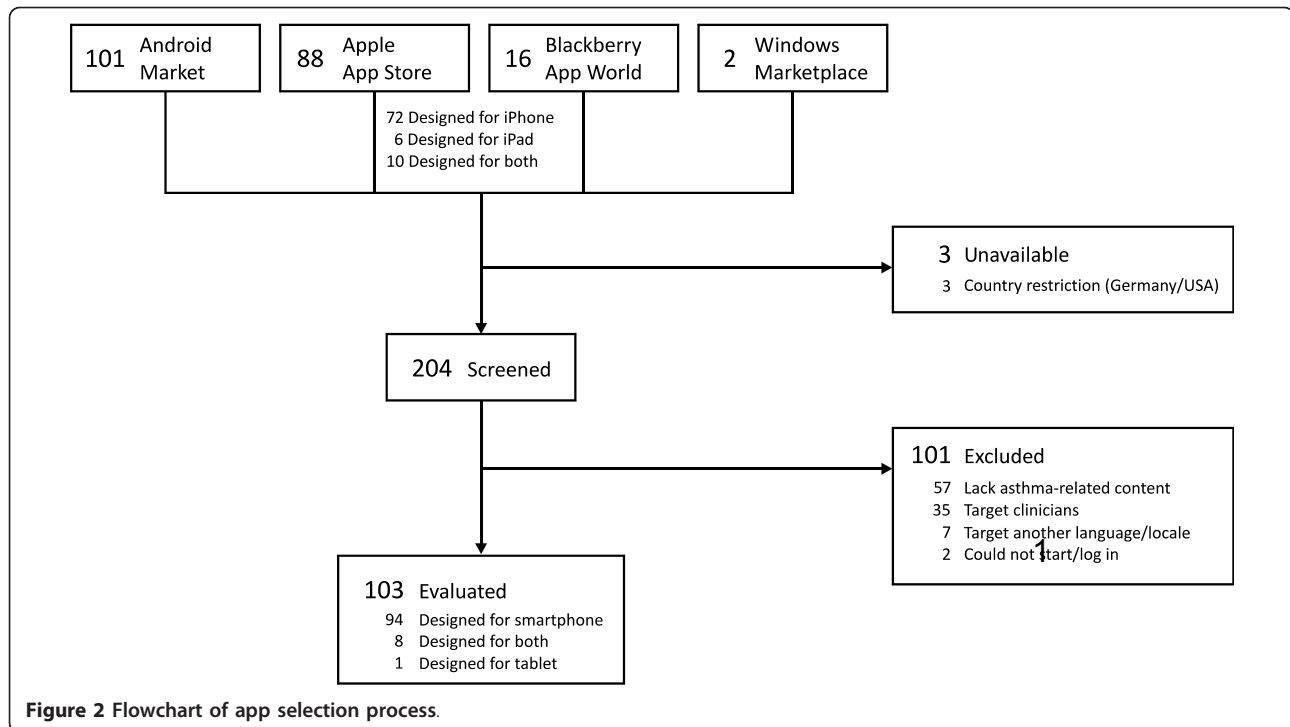 101 Android
Market
88 Apple
App Store
16 Blackberry
App World
2 Windows
Marketplace
72 Designed for iPhone
6 Designed for iPad
10 Designed for both
3 Unavailable
3 Country restriction (Germany/USA)
204 Screened
101 Excluded
57 Lack asthma-related content
35 Target clinicians
7 Target another language/locale
2 Could not start/log in
1
103 Evaluated
94 Designed for smartphone
8 Designed for both
1 Designed for tablet
Figure 2 Flowchart of app selection process.